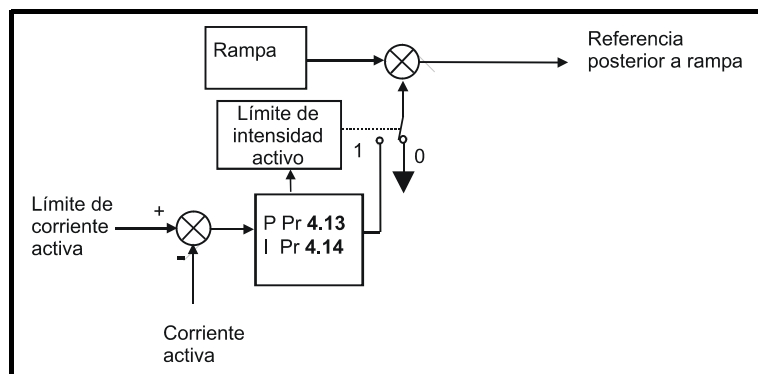 Rampa
Referencia
posterior a rampa
Límite de
intensidad
activo
1
0
Límite de
corriente
activa
+
-
P Pr 4.13
I Pr 4.14
Corriente
activa